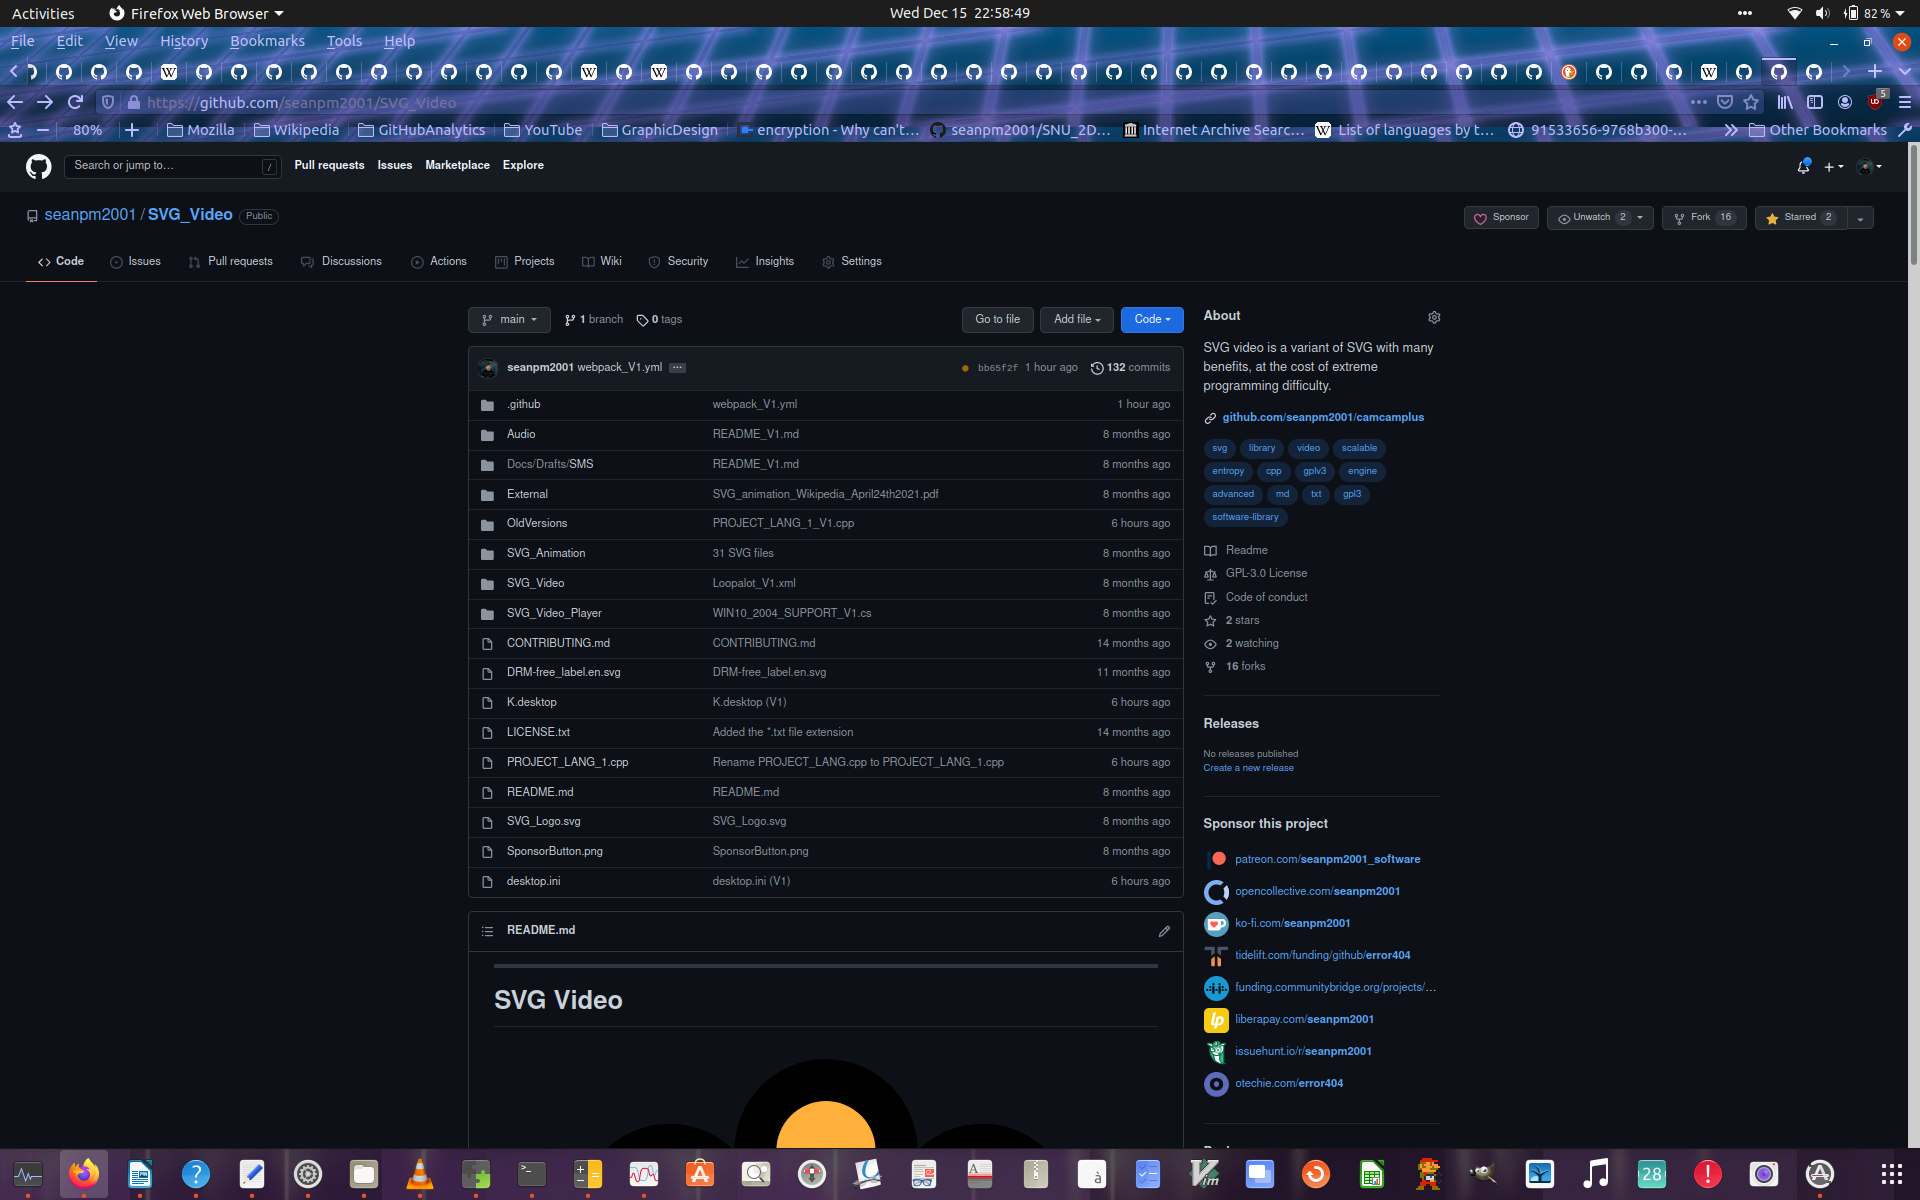 Activities Firefox Web Browser Wed Dec 15 22:58:49 82 %
File Edit View History Bookmarks Tools Help
https://github.com/seanpm2001/SVG_Video 5
80% Mozilla Wikipedia GitHubAnalytics YouTube GraphicDesign encryption - Why can't... seanpm2001/SNU_2D... Internet Archive Searc... List of languages by t... 91533656-9768b300-... Other Bookmarks
Search or jump to... / Pull requests Issues Marketplace Explore
seanpm2001 / SVG_Video Public Sponsor Unwatch 2 Fork 16 Starred 2
Code Issues Pull requests Discussions Actions Projects Wiki Security Insights Settings
main 1 branch 0 tags Go to file Add file Code
seanpm2001 webpack_V1.yml ... bb65f2f 1 hour ago 132 commits
.github webpack_V1.yml 1 hour ago
Audio README_V1.md 8 months ago
Docs/Drafts/SMS README_V1.md 8 months ago
External SVG_animation_Wikipedia_April24th2021.pdf 8 months ago
OldVersions PROJECT_LANG_1_V1.cpp 6 hours ago
SVG_Animation 31 SVG files 8 months ago
SVG_Video Loopalot_V1.xml 8 months ago
SVG_Video_Player WIN10_2004_SUPPORT_V1.cs 8 months ago
CONTRIBUTING.md CONTRIBUTING.md 14 months ago
DRM-free_label.en.svg DRM-free_label.en.svg 11 months ago
K.desktop K.desktop (V1) 6 hours ago
LICENSE.txt Added the *.txt file extension 14 months ago
PROJECT_LANG_1.cpp Rename PROJECT_LANG.cpp to PROJECT_LANG_1.cpp 6 hours ago
README.md README.md 8 months ago
SVG_Logo.svg SVG_Logo.svg 8 months ago
SponsorButton.png SponsorButton.png 8 months ago
desktop.ini desktop.ini (V1) 6 hours ago
README.md
SVG Video
About
SVG video is a variant of SVG with many
benefits, at the cost of extreme
programming difficulty.
github.com/seanpm2001/camcamplus
svg library video scalable
entropy cpp gplv3 engine
advanced md txt gpl3
software-library
Readme
GPL-3.0 License
Code of conduct
2 stars
2 watching
16 forks
Releases
No releases published
Create a new release
Sponsor this project
patreon.com/seanpm2001_software
opencollective.com/seanpm2001
ko-fi.com/seanpm2001
tidelift.com/funding/github/error404
funding.communitybridge.org/projects/...
liberapay.com/seanpm2001
issuehunt.io/r/seanpm2001
otechie.com/error404
28